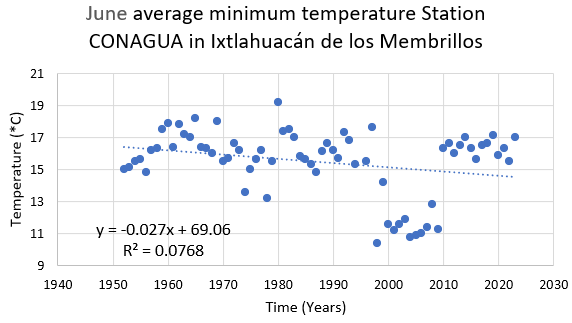 June average minimum temperature Station
CONAGUA in Ixtlahuacán de los Membrillos
21
19
17
15
13
11
9
Temperature (*C)
y = -0.027x + 69.06
R² = 0.0768
1940 1950 1960 1970 1980 1990 2000 2010 2020 2030
Time (Years)